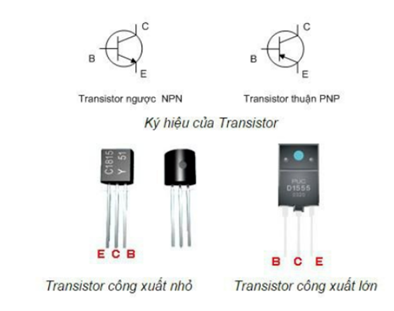 C
C
B
B
E
E
Transistor ngược NPN
Transistor thuận PNP
Ký hiệu của Transistor
C1815
Y 51
D1555
E C B
B C E
Transistor công xuất nhỏ
Transistor công xuất lớn